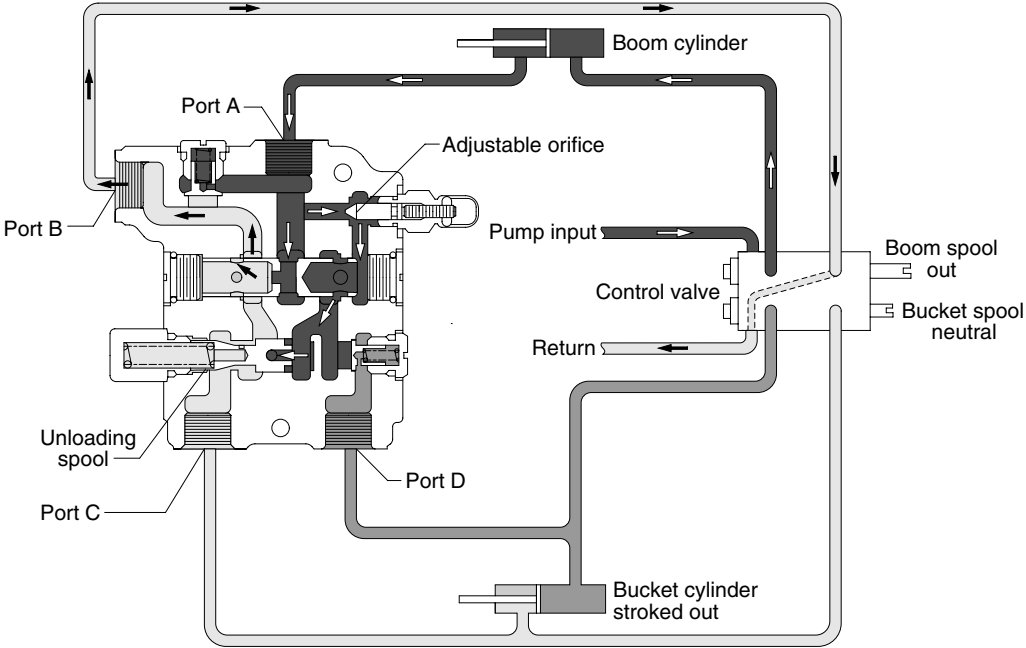 Boom cylinder
Port A
Adjustable orifice
Port B
Pump input
Boom spool
out
Control valve
Bucket spool
neutral
Return
Unloading
spool
Port D
Port C
Bucket cylinder
stroked out